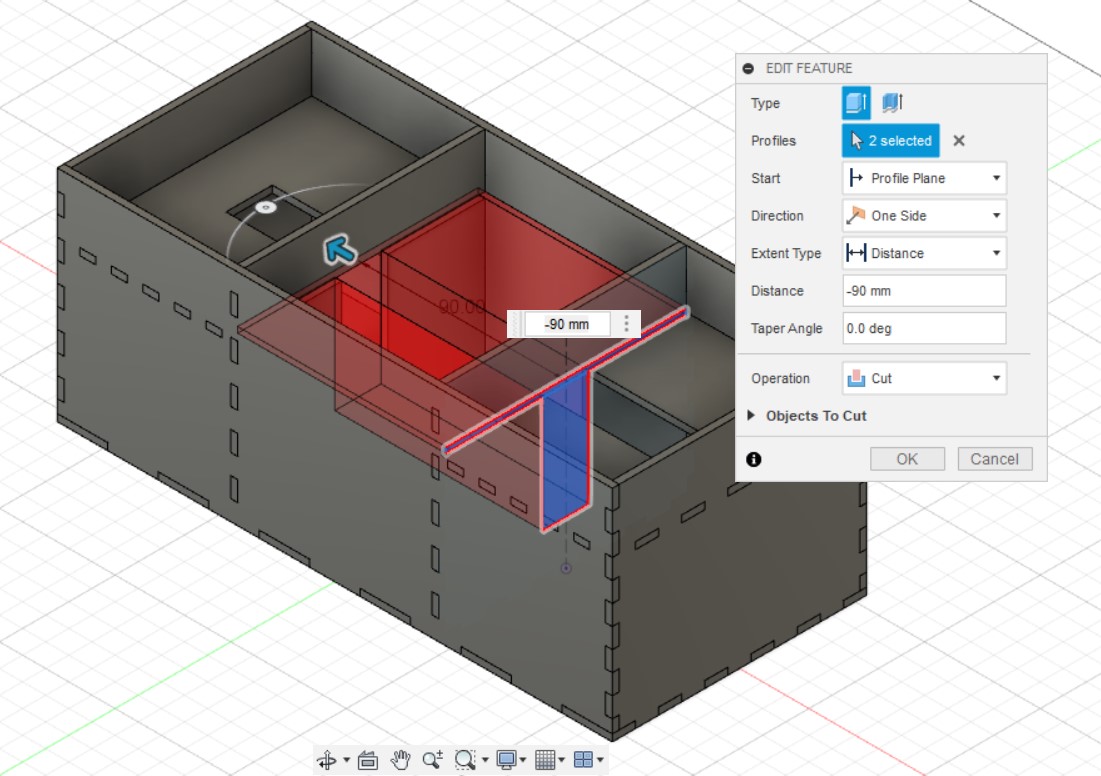 EDIT FEATURE
Type
Profiles
2 selected
Start
Profile Plane
Direction
One Side
Extent Type
Distance
Distance
-90 mm
Taper Angle
0.0 deg
Operation
Cut
Objects To Cut
OK
Cancel
90.00
-90 mm